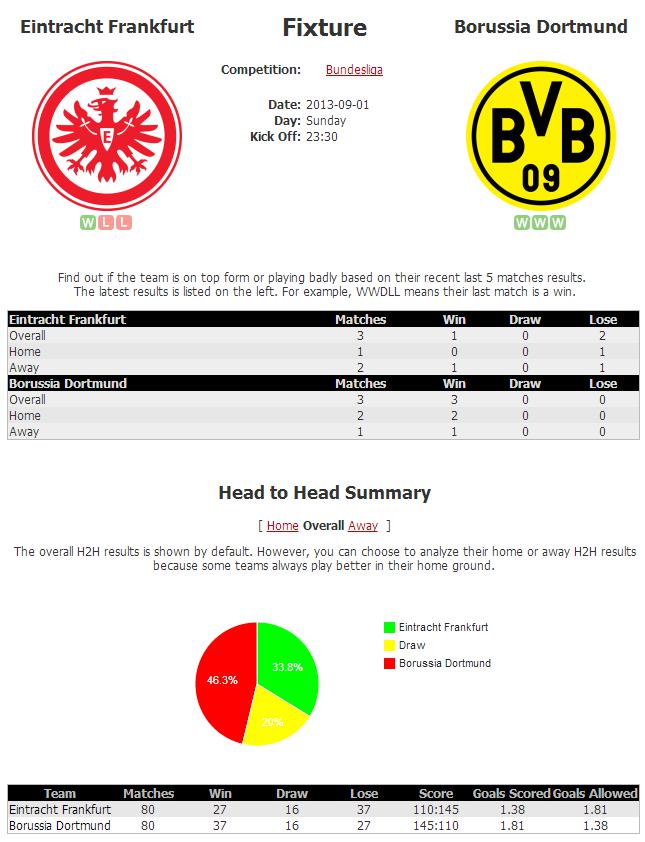 Eintracht Frankfurt
Fixture
Borussia Dortmund
Competition: Bundesliga
Date: 2013-09-01
Day: Sunday
Kick Off: 23:30
E
BVB
09
W L L
W W W
Find out if the team is on top form or playing badly based on their recent last 5 matches results.
The latest results is listed on the left. For example, WWDLL means their last match is a win.
Eintracht Frankfurt Matches Win Draw Lose
Overall 3 1 0 2
Home 1 0 0 1
Away 2 1 0 1
Borussia Dortmund Matches Win Draw Lose
Overall 3 3 0 0
Home 2 2 0 0
Away 1 1 0 0
Head to Head Summary
[ Home Overall Away ]
The overall H2H results is shown by default. However, you can choose to analyze their home or away H2H results
because some teams always play better in their home ground.
33.8%
46.3%
20%
Eintracht Frankfurt
Draw
Borussia Dortmund
Team Matches Win Draw Lose Score Goals Scored Goals Allowed
Eintracht Frankfurt 80 27 16 37 110:145 1.38 1.81
Borussia Dortmund 80 37 16 27 145:110 1.81 1.38